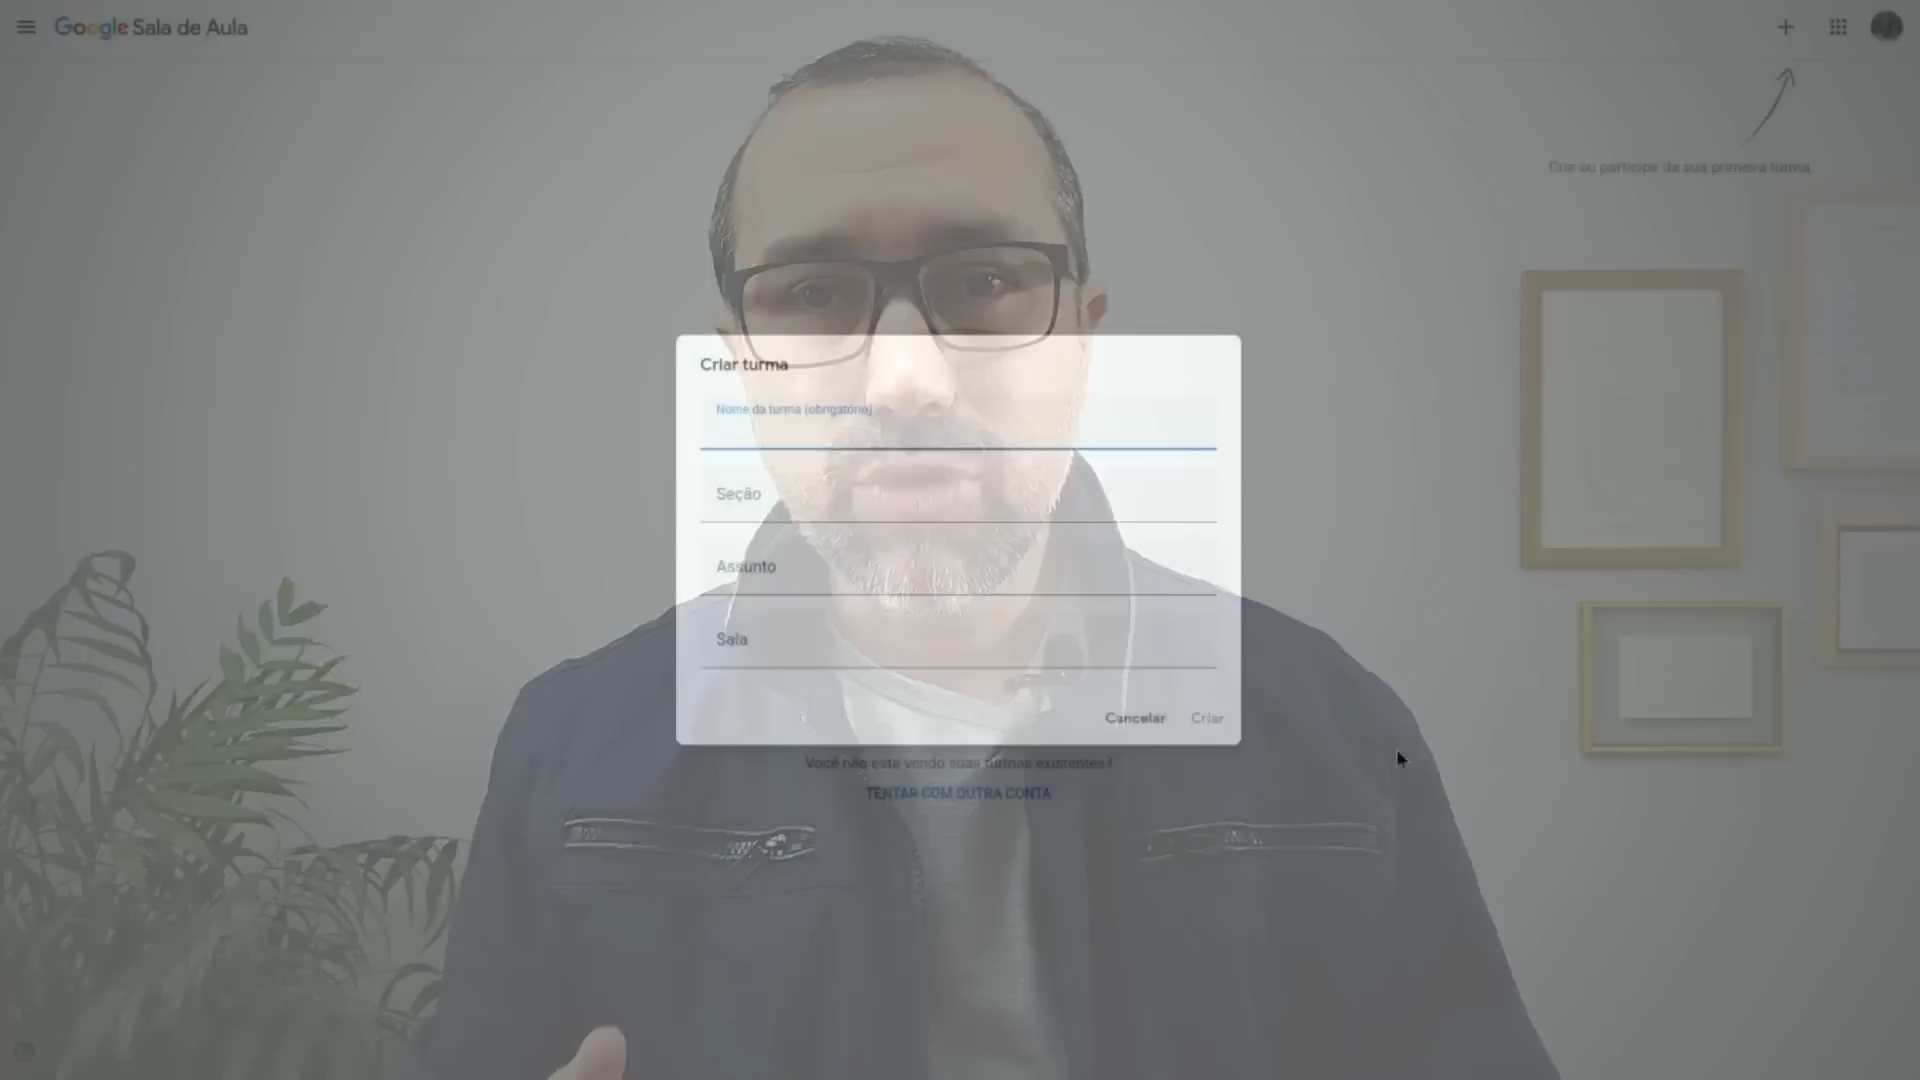 Google Sala de Aula
Crie ou participe da sua primeira turma.
Criar turma
Nome da turma (obrigatório)
Seção
Assunto
Sala
Cancelar Criar
Você não está vendo suas turmas existentes?
TENTAR COM OUTRA CONTA